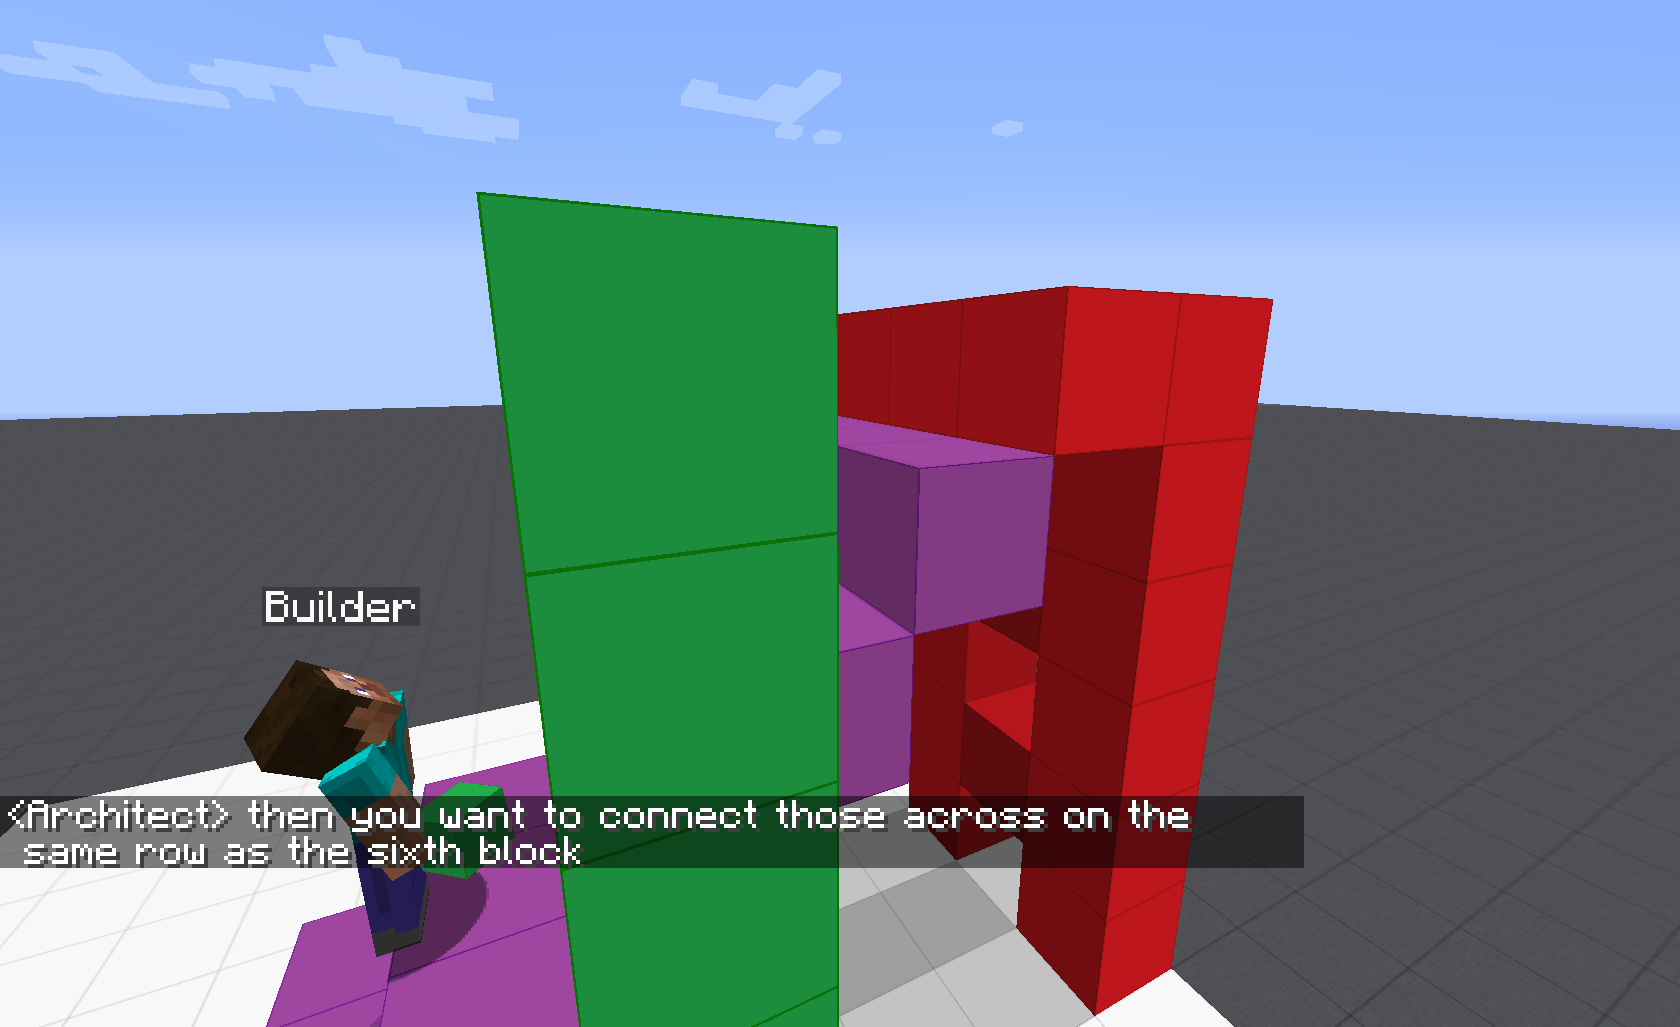 Builder
<Architect> then you want to connect those across on the
same row as the sixth block